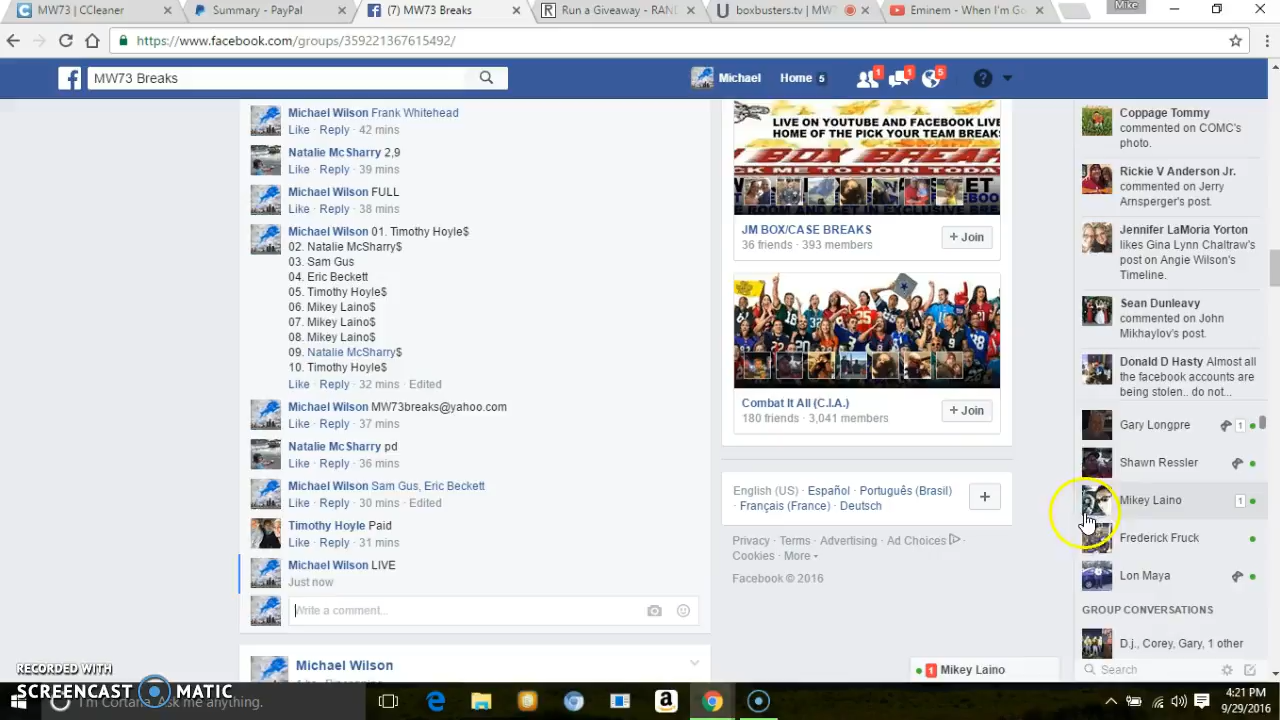 MW73 | CCleaner
Summary - PayPal
(7) MW73 Breaks
Run a Giveaway - RAN
boxbusters.tv | MW
Eminem - When I'm Go
Mike
https://www.facebook.com/groups/359221367615492/
MW73 Breaks
Michael
Home 5
1
1
5
Michael Wilson Frank Whitehead
Like · Reply · 42 mins
Natalie McSharry 2,9
Like · Reply · 39 mins
Michael Wilson FULL
Like · Reply · 38 mins
Michael Wilson 01. Timothy Hoyle$
02. Natalie McSharry$
03. Sam Gus
04. Eric Beckett
05. Timothy Hoyle$
06. Mikey Laino$
07. Mikey Laino$
08. Mikey Laino$
09. Natalie McSharry$
10. Timothy Hoyle$
Like · Reply · 32 mins · Edited
Michael Wilson MW73breaks@yahoo.com
Like · Reply · 37 mins
Natalie McSharry pd
Like · Reply · 36 mins
Michael Wilson Sam Gus, Eric Beckett
Like · Reply · 30 mins · Edited
Timothy Hoyle Paid
Like · Reply · 31 mins
Michael Wilson LIVE
Just now
Write a comment...
Michael Wilson
LIVE ON YOUTUBE AND FACEBOOK LIVE
HOME OF THE PICK YOUR TEAM BREAKS
JM BOX/CASE BREAKS
36 friends · 393 members
+ Join
Combat It All (C.I.A.)
180 friends · 3,041 members
+ Join
English (US) · Español · Português (Brasil)
· Français (France) · Deutsch
Privacy · Terms · Advertising · Ad Choices ·
Cookies · More
Facebook © 2016
Coppage Tommy
commented on COMC's
photo.
Rickie V Anderson Jr.
commented on Jerry
Arnsperger's post.
Jennifer LaMoria Yorton
likes Gina Lynn Chaltraw's
post on Angie Wilson's
Timeline.
Sean Dunleavy
commented on John
Mikhaylov's post.
Donald D Hasty Almost all
the facebook accounts are
being stolen.. do not...
Gary Longpre
1
Shawn Ressler
Mikey Laino
1
Frederick Fruck
Lon Maya
GROUP CONVERSATIONS
D.j., Corey, Gary, 1 other
Search
1 Mikey Laino
RECORDED WITH
SCREENCAST MATIC
I'm Cortana. Ask me anything.
4:21 PM
9/29/2016